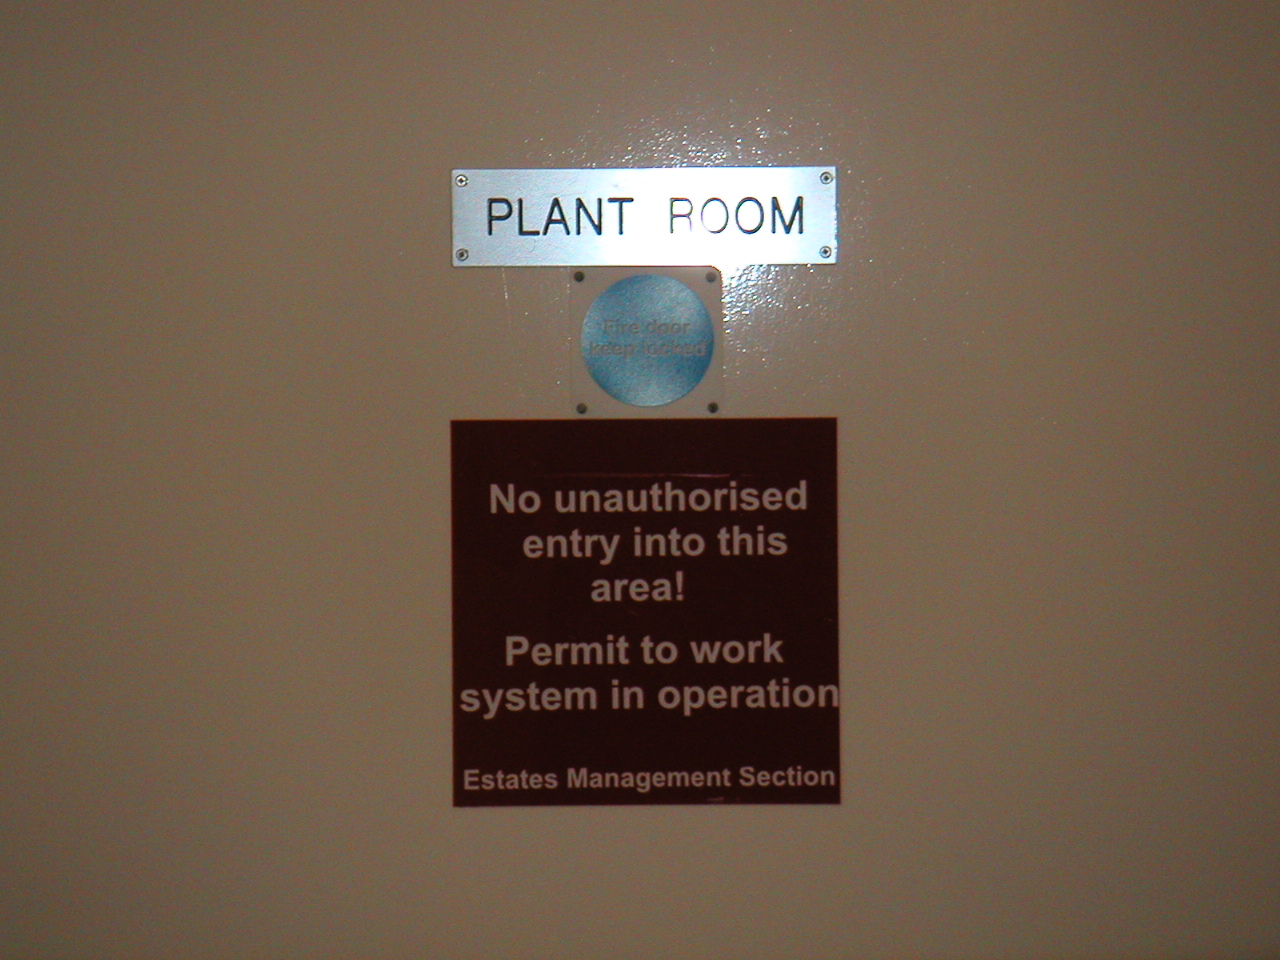 PLANT ROOM
Fire door
keep locked
No unauthorised
entry into this
area!
Permit to work
system in operation
Estates Management Section